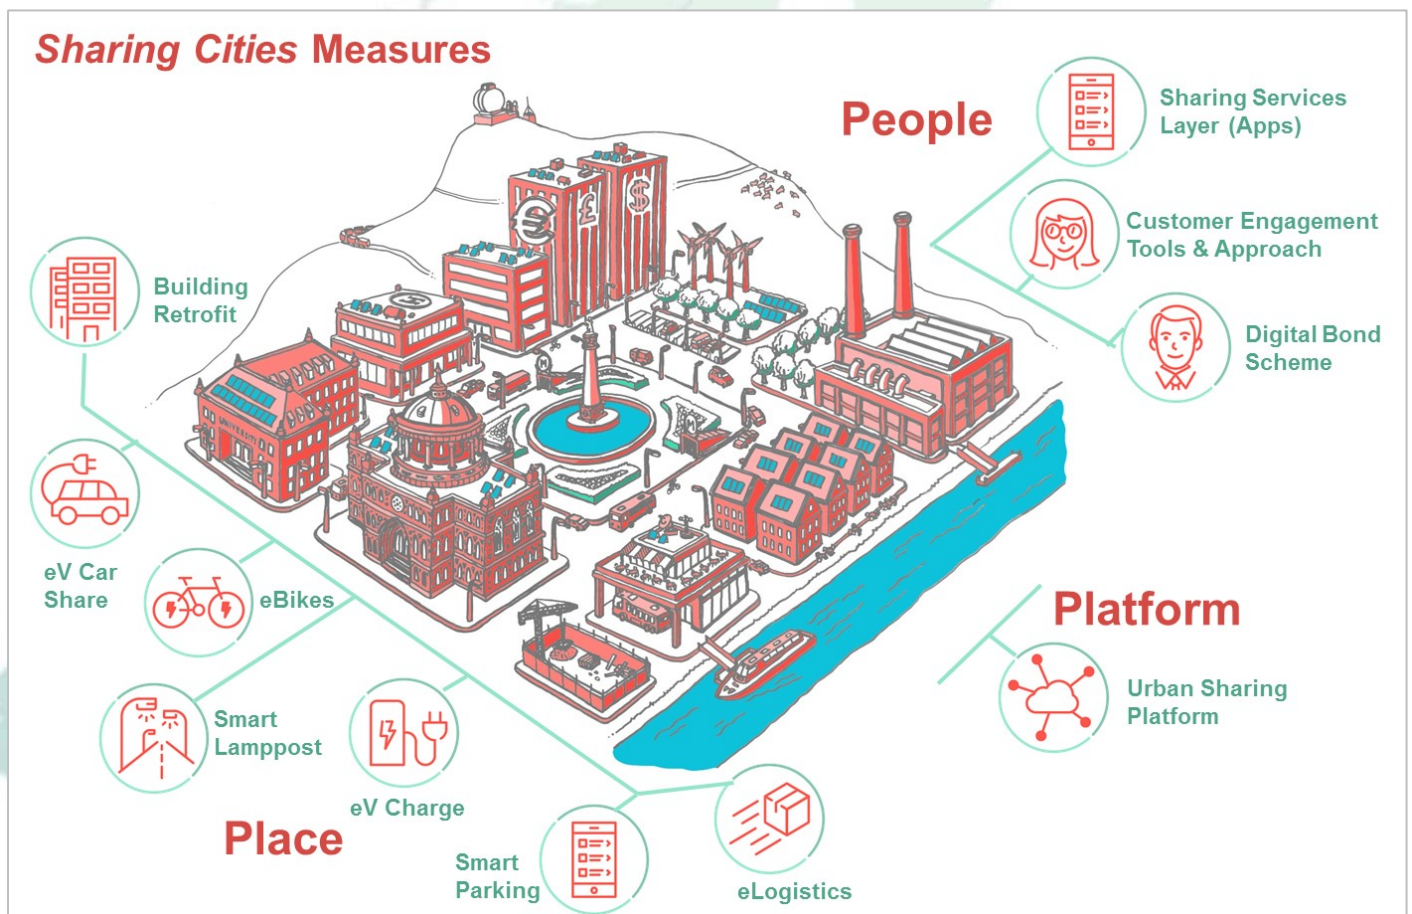 Sharing Cities Measures
People
Sharing Services
Layer (Apps)
Customer Engagement
Tools & Approach
Digital Bond
Scheme
Building
Retrofit
€
£
$
H
UNIVERSITY
M
M
eV Car
Share
eBikes
Smart
Lamppost
eV Charge
Place
Smart
Parking
eLogistics
Platform
Urban Sharing
Platform